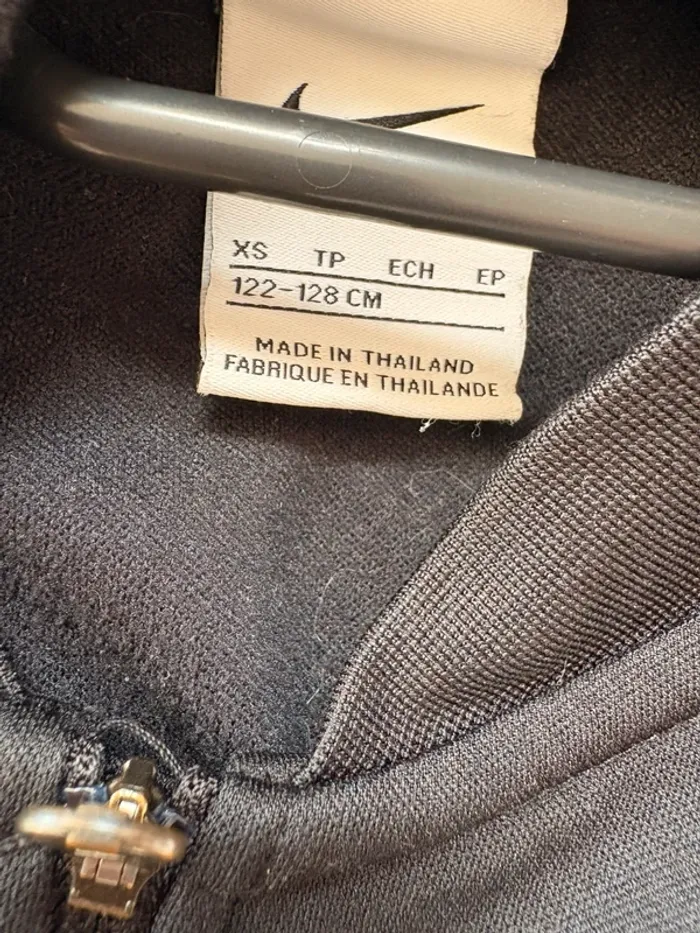 XS TP ECH EP
122-128 CM
MADE IN THAILAND
FABRIQUE EN THAILANDE